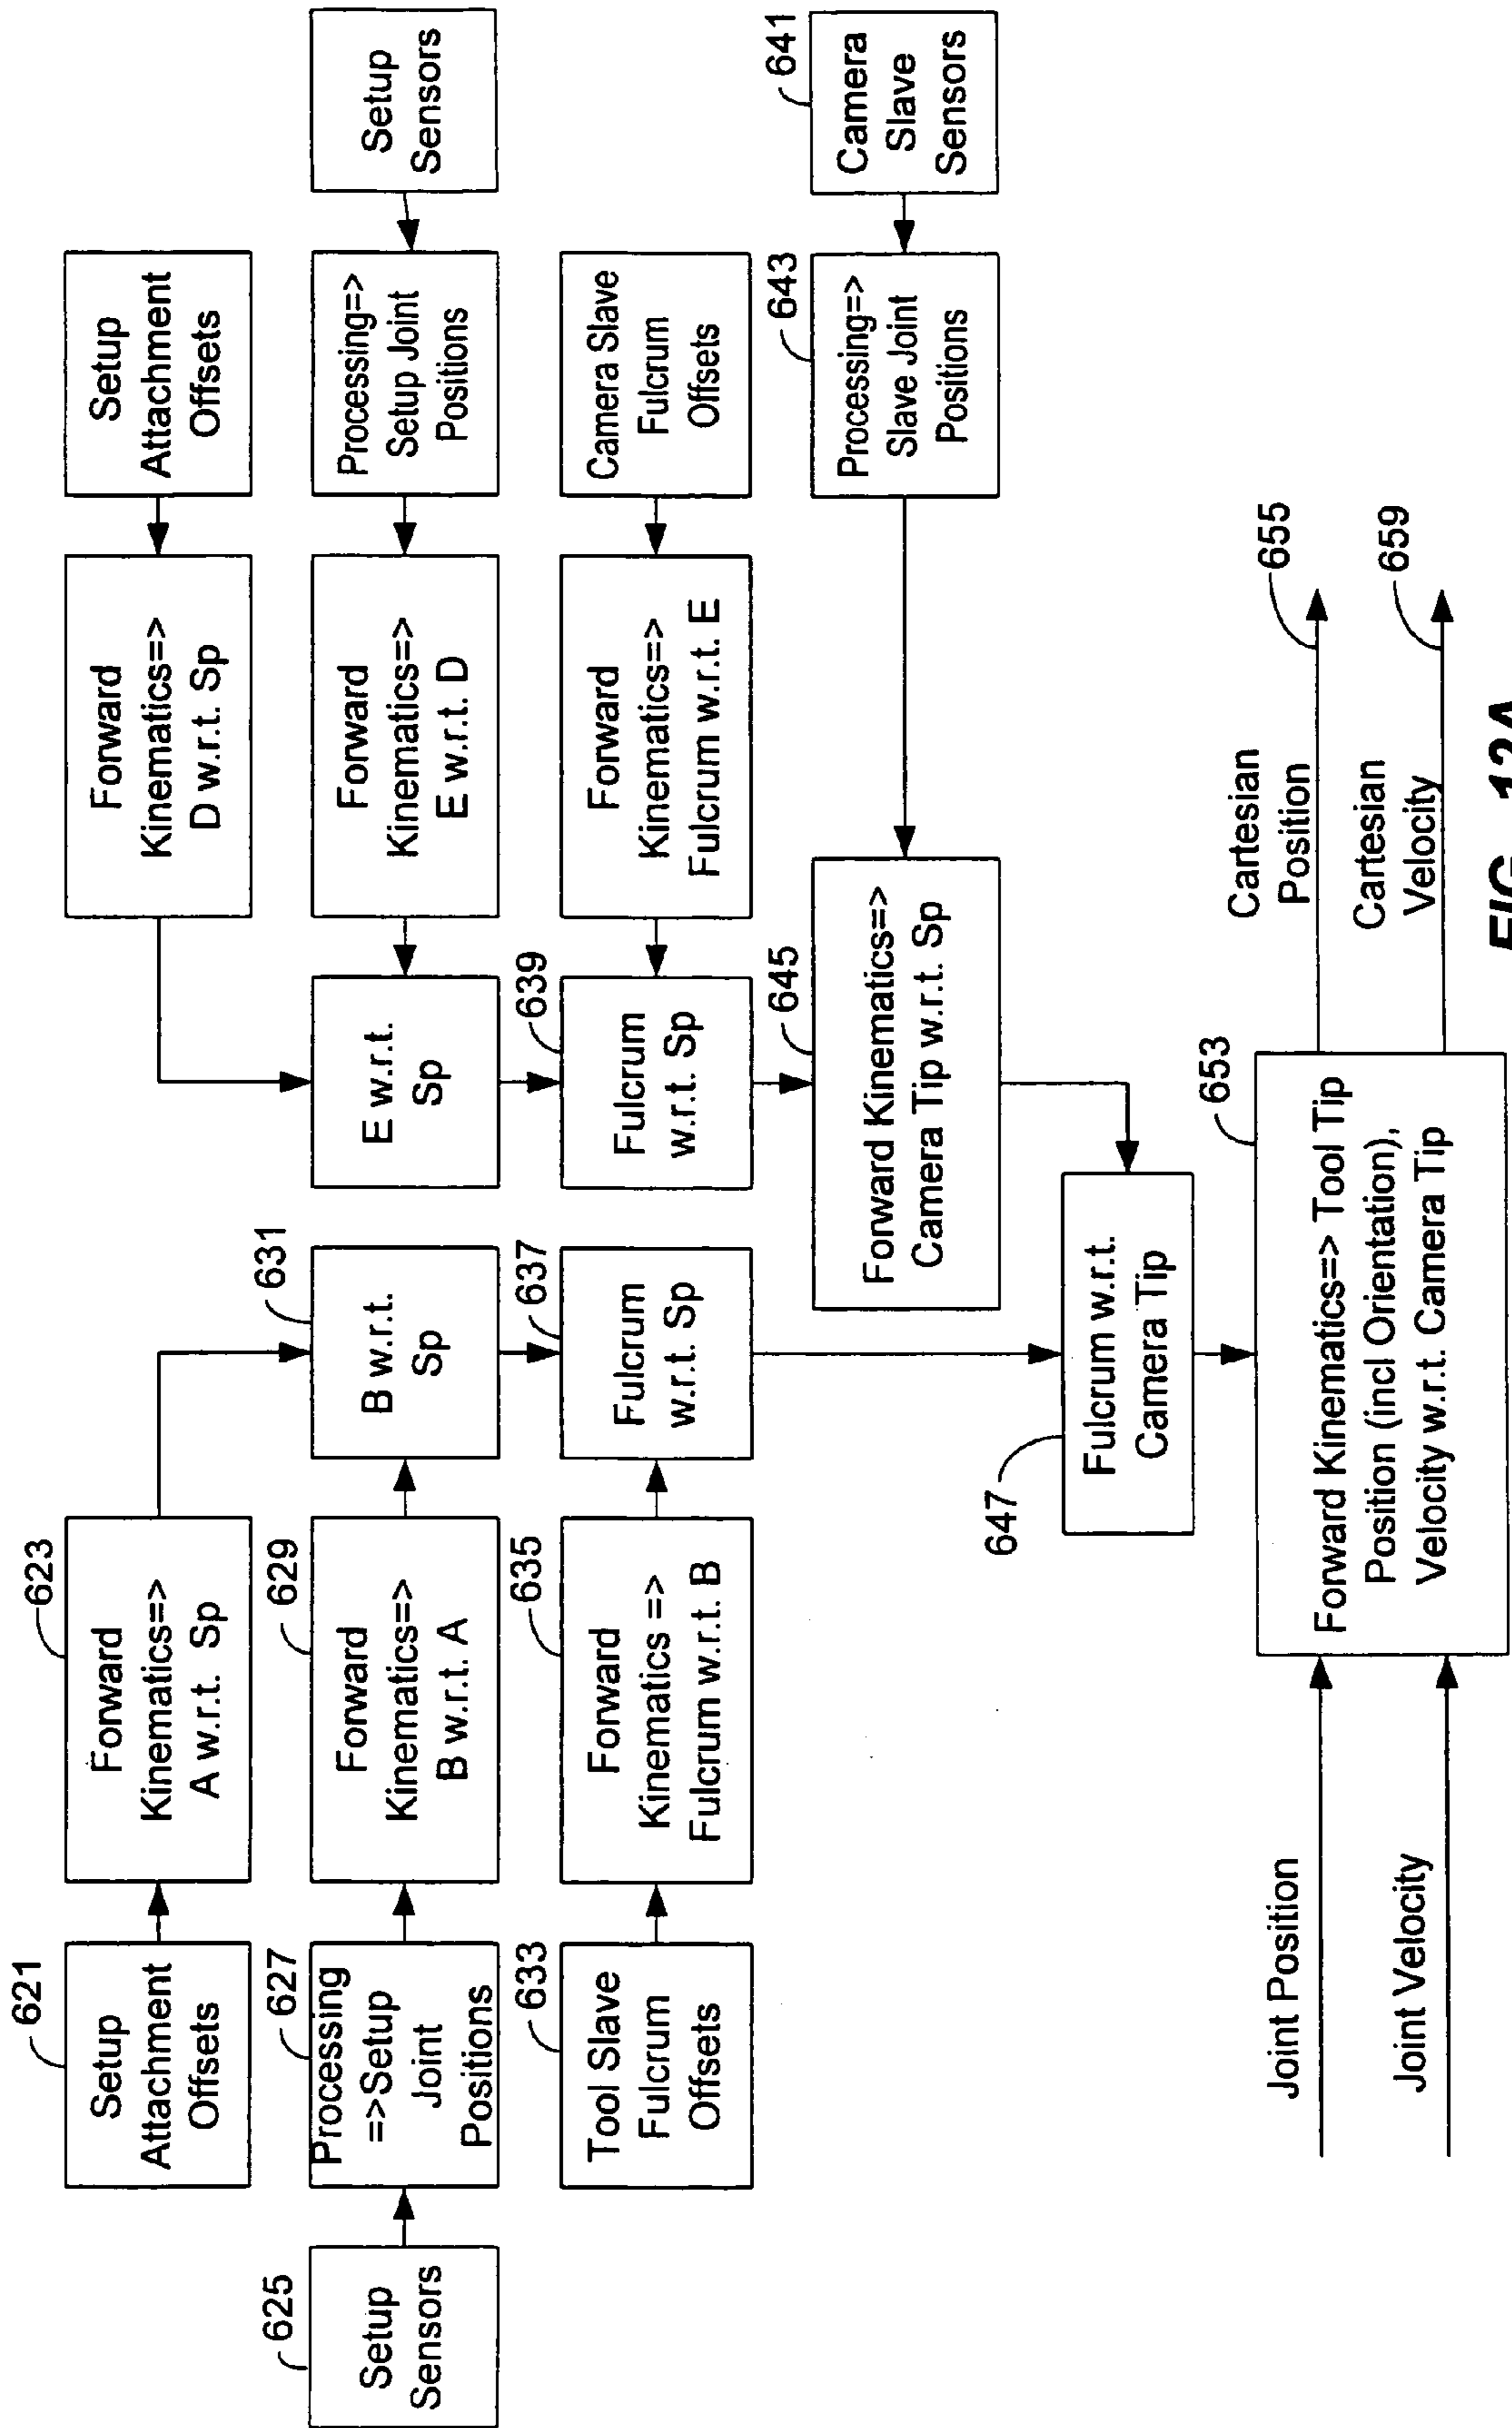 621
Setup
Attachment
Offsets
623
Forward
Kinematics=>
A w.r.t. Sp
Forward
Kinematics=>
D w.r.t. Sp
Setup
Attachment
Offsets
625
Setup
Sensors
627
Processing
=>Setup
Joint
Positions
629
Forward
Kinematics=>
B w.r.t. A
631
B w.r.t.
Sp
E w.r.t.
Sp
Forward
Kinematics=>
E w.r.t. D
Processing=>
Setup Joint
Positions
Setup
Sensors
633
Tool Slave
Fulcrum
Offsets
635
Forward
Kinematics =>
Fulcrum w.r.t. B
637
Fulcrum
w.r.t. Sp
639
Fulcrum
w.r.t. Sp
Forward
Kinematics=>
Fulcrum w.r.t. E
Camera Slave
Fulcrum
Offsets
645
Forward Kinematics=>
Camera Tip w.r.t. Sp
643
Processing=>
Slave Joint
Positions
641
Camera
Slave
Sensors
647
Fulcrum w.r.t.
Camera Tip
Joint Position
Joint Velocity
653
Forward Kinematics=> Tool Tip
Position (incl Orientation),
Velocity w.r.t. Camera Tip
Cartesian
Position
655
Cartesian
Velocity
659
FIG. 12A